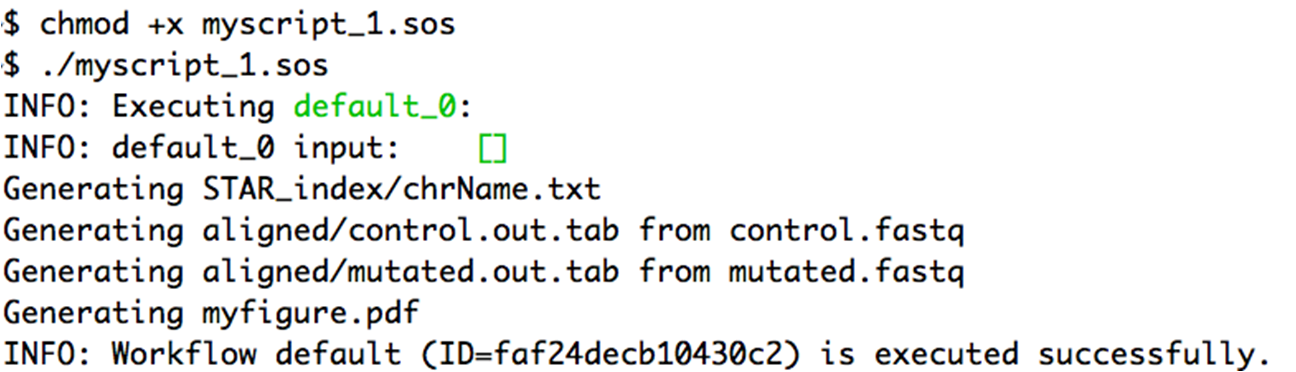 $ chmod +x myscript_1.sos
$ ./myscript_1.sos
INFO: Executing default_0:
INFO: default_0 input:    []
Generating STAR_index/chrName.txt
Generating aligned/control.out.tab from control.fastq
Generating aligned/mutated.out.tab from mutated.fastq
Generating myfigure.pdf
INFO: Workflow default (ID=faf24decb10430c2) is executed successfully.